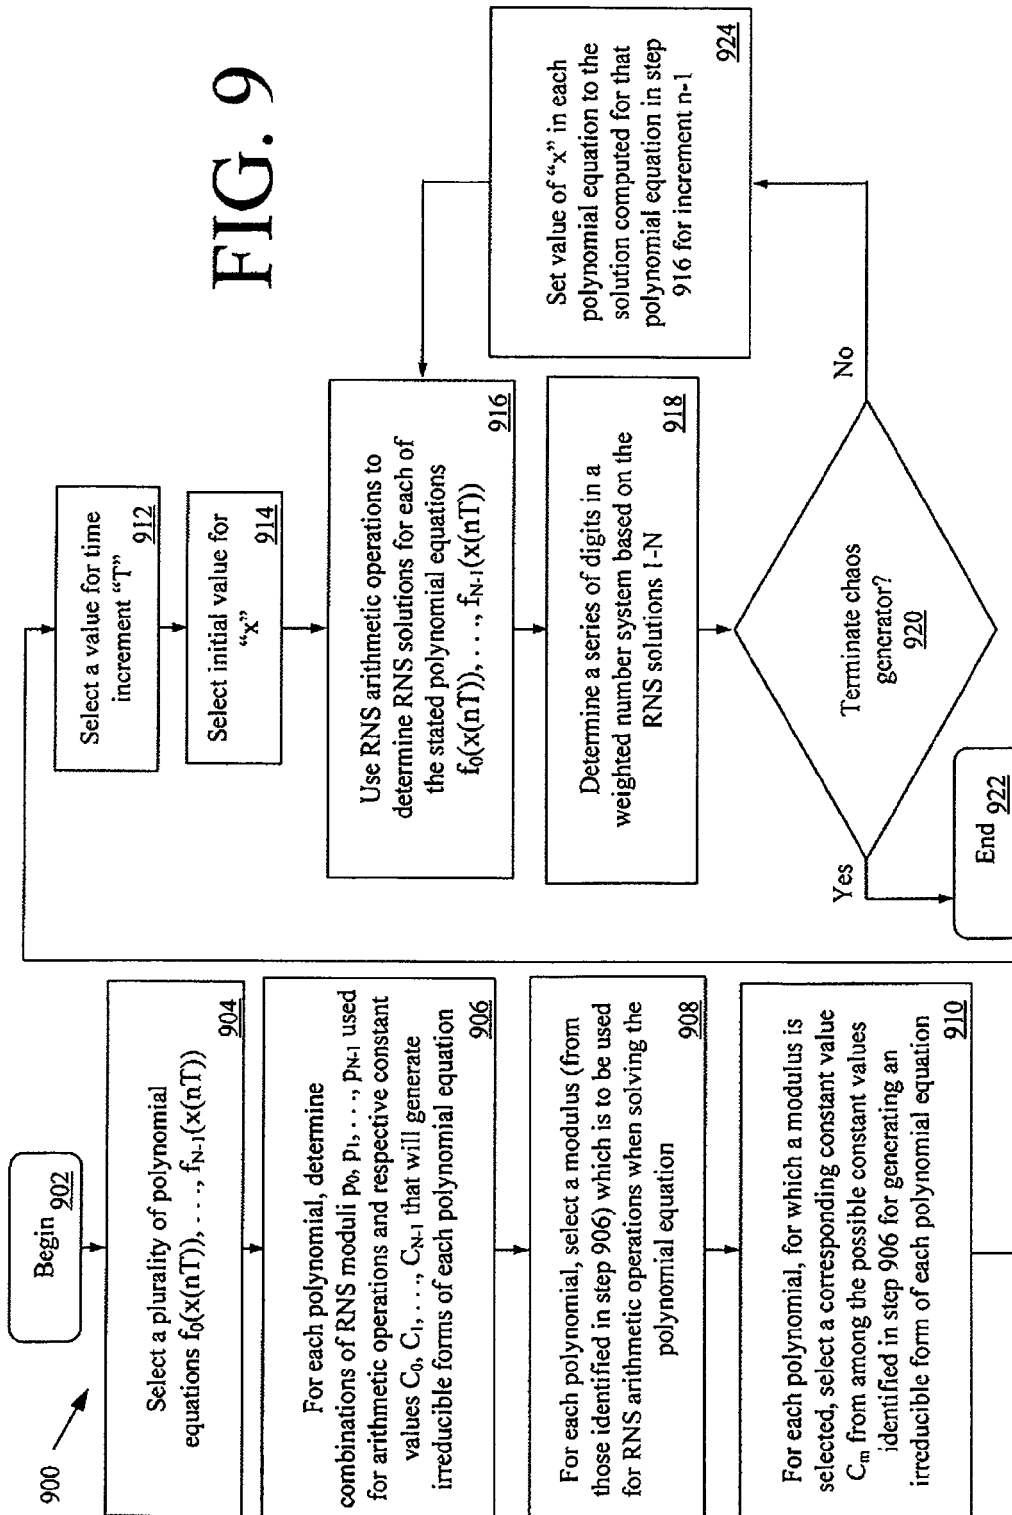 FIG. 9
900
Begin
902
Select a plurality of polynomial
equations f₀(x(nT)), . . ., f_N-1(x(nT))
904
For each polynomial, determine
combinations of RNS moduli p₀, p₁, . . ., p_N-1 used
for arithmetic operations and respective constant
values C₀, C₁, . . ., C_N-1 that will generate
irreducible forms of each polynomial equation
906
For each polynomial, select a modulus (from
those identified in step 906) which is to be used
for RNS arithmetic operations when solving the
polynomial equation
908
For each polynomial, for which a modulus is
selected, select a corresponding constant value
C_m from among the possible constant values
identified in step 906 for generating an
irreducible form of each polynomial equation
910
Select a value for time
increment “T”
912
Select initial value for
“x”
914
Use RNS arithmetic operations to
determine RNS solutions for each of
the stated polynomial equations
f₀(x(nT)), . . ., f_N-1(x(nT))
916
Determine a series of digits in a
weighted number system based on the
RNS solutions 1-N
918
Terminate chaos
generator?
920
Yes
No
End
922
Set value of “x” in each
polynomial equation to the
solution computed for that
polynomial equation in step
916 for increment n-1
924